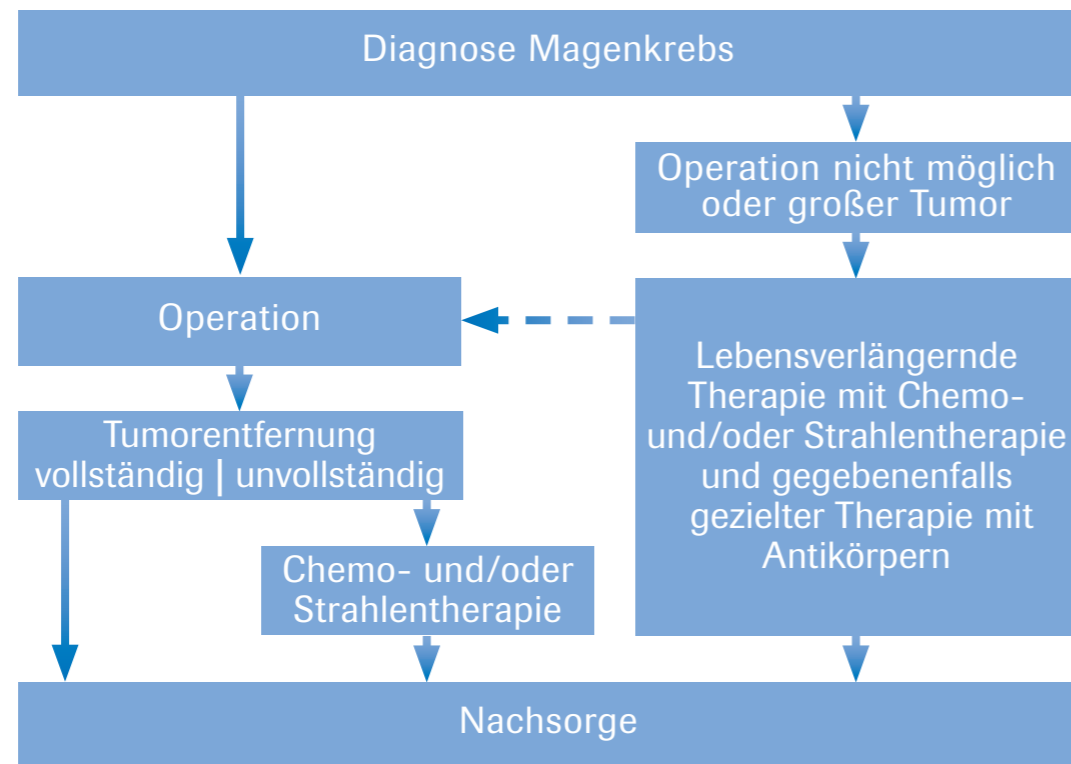 Diagnose Magenkrebs
Operation nicht möglich
oder großer Tumor
Operation
Lebensverlängernde
Therapie mit Chemo-
und/oder Strahlentherapie
und gegebenenfalls
gezielter Therapie mit
Antikörpern
Tumorentfernung
vollständig | unvollständig
Chemo- und/oder
Strahlentherapie
Nachsorge